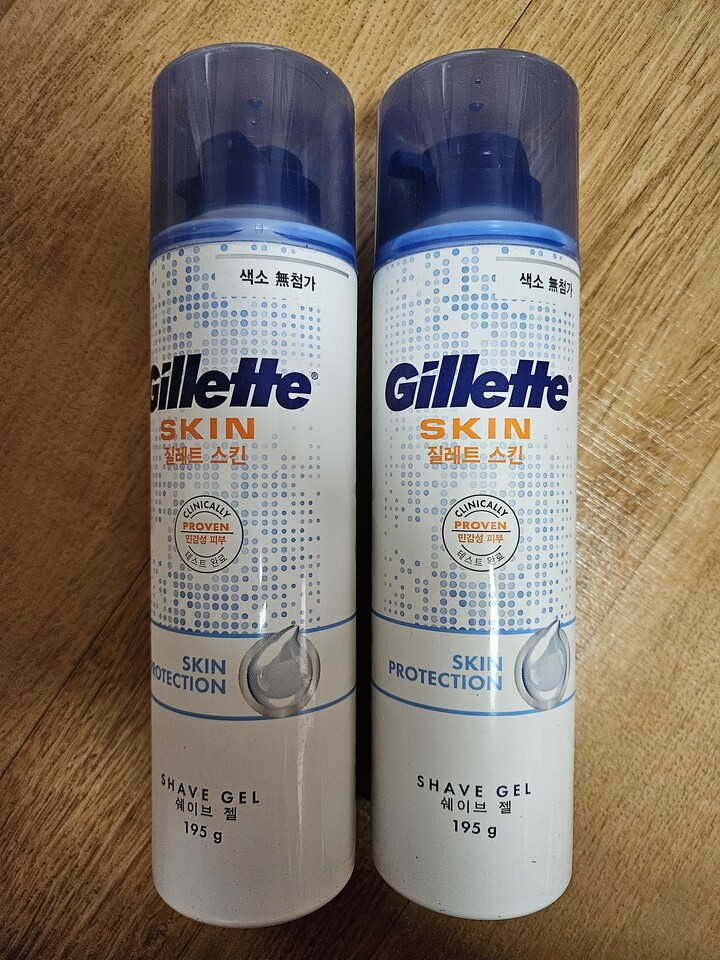 색소 無첨가
Gillette®
SKIN
질레트 스킨
CLINICALLY
PROVEN
민감성 피부
테스트 완료
SKIN
PROTECTION
SHAVE GEL
쉐이브 젤
195 g
색소 無첨가
Gillette
SKIN
질레트 스킨
CLINICALLY
PROVEN
민감성 피부
테스트 완료
SKIN
PROTECTION
SHAVE GEL
쉐이브 젤
195 g